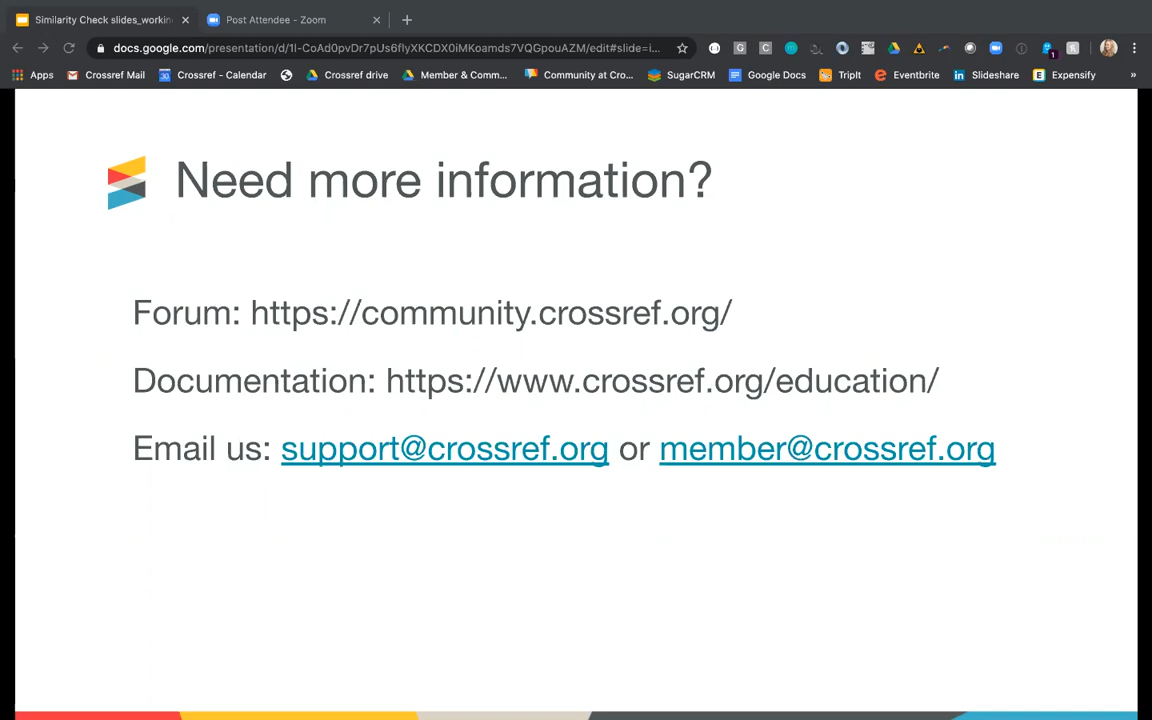 Similarity Check slides_workin
Post Attendee - Zoom
docs.google.com/presentation/d/1l-CoAd0pvDr7pUs6flyXKCDX0iMKoamds7VQGpouAZM/edit#slide=i...
Apps
Crossref Mail
Crossref - Calendar
Crossref drive
Member & Comm...
Community at Cro...
SugarCRM
Google Docs
TripIt
Eventbrite
Slideshare
Expensify
»
Need more information?
Forum: https://community.crossref.org/
Documentation: https://www.crossref.org/education/
Email us: support@crossref.org or member@crossref.org